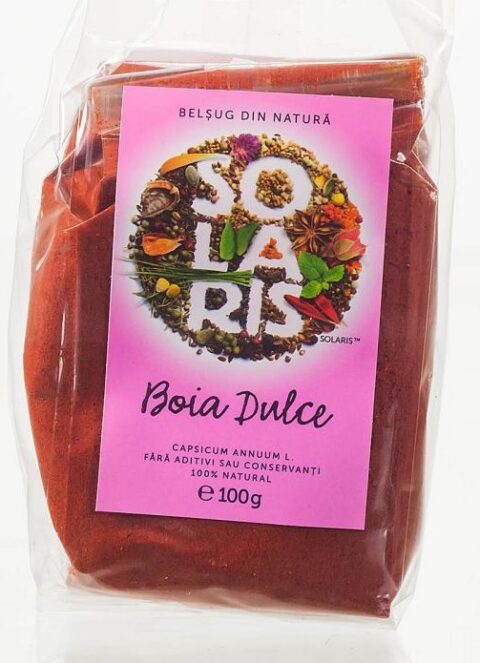 BELȘUG DIN NATURĂ
SO
LA
RIS
SOLARIS™
Boia Dulce
CAPSICUM ANNUUM L.
FĂRĂ ADITIVI SAU CONSERVANȚI
100% NATURAL
℮ 100g